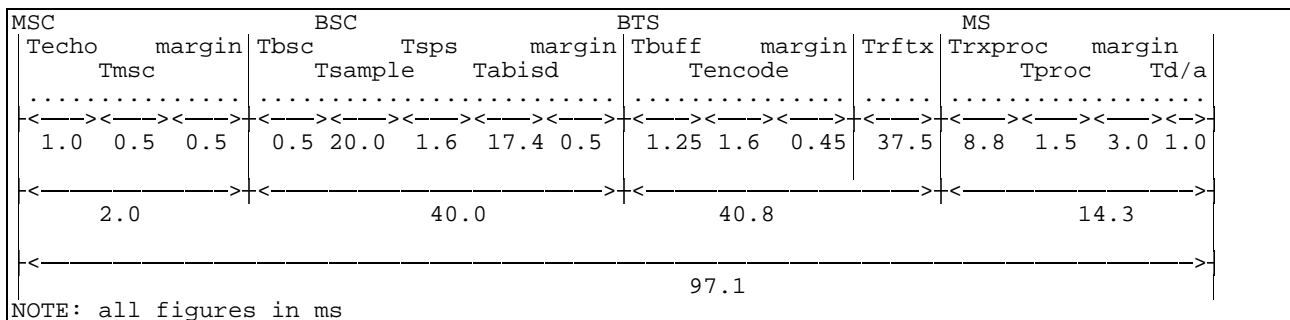 MSC BSC BTS MS
Techo margin Tbsc Tsps margin Tbuff margin Trftx Trxproc margin
Tmsc Tsample Tabisd Tencode Tproc Td/a
1.0 0.5 0.5 0.5 20.0 1.6 17.4 0.5 1.25 1.6 0.45 37.5 8.8 1.5 3.0 1.0
2.0 40.0 40.8 14.3
97.1
NOTE: all figures in ms